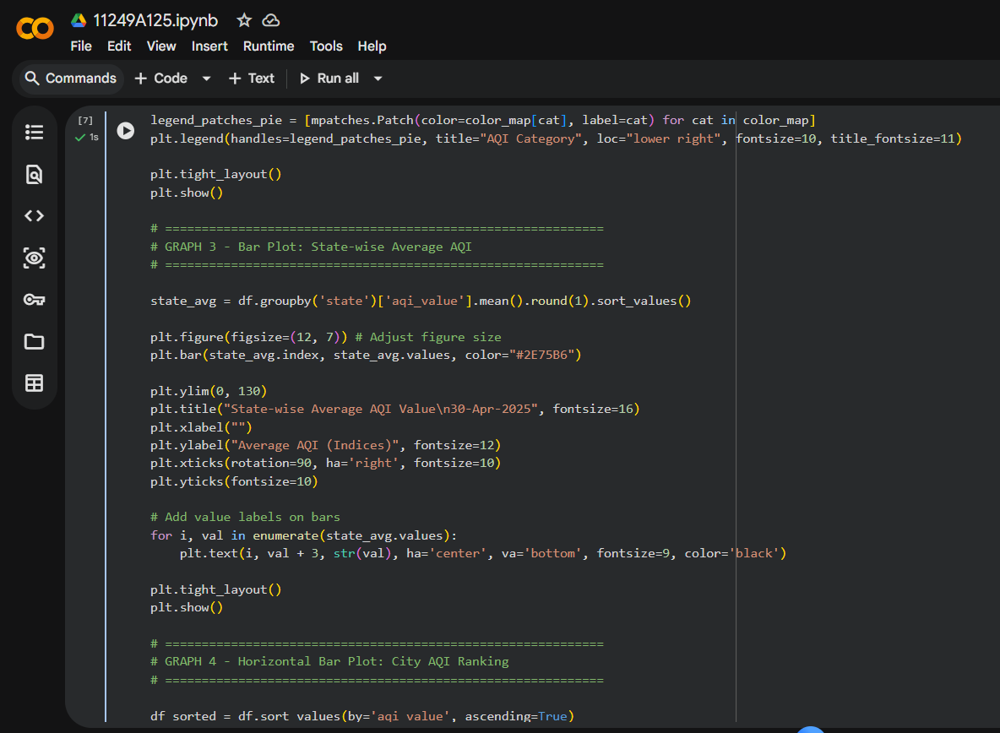 11249A125.ipynb
File Edit View Insert Runtime Tools Help
Commands + Code + Text Run all
[7]
1s
legend_patches_pie = [mpatches.Patch(color=color_map[cat], label=cat) for cat in color_map]
plt.legend(handles=legend_patches_pie, title="AQI Category", loc="lower right", fontsize=10, title_fontsize=11)
plt.tight_layout()
plt.show()
# ============================================================
# GRAPH 3 - Bar Plot: State-wise Average AQI
# ============================================================
state_avg = df.groupby('state')['aqi_value'].mean().round(1).sort_values()
plt.figure(figsize=(12, 7)) # Adjust figure size
plt.bar(state_avg.index, state_avg.values, color="#2E75B6")
plt.ylim(0, 130)
plt.title("State-wise Average AQI Value\n30-Apr-2025", fontsize=16)
plt.xlabel("")
plt.ylabel("Average AQI (Indices)", fontsize=12)
plt.xticks(rotation=90, ha='right', fontsize=10)
plt.yticks(fontsize=10)
# Add value labels on bars
for i, val in enumerate(state_avg.values):
    plt.text(i, val + 3, str(val), ha='center', va='bottom', fontsize=9, color='black')
plt.tight_layout()
plt.show()
# ============================================================
# GRAPH 4 - Horizontal Bar Plot: City AQI Ranking
# ============================================================
df_sorted = df.sort_values(by='aqi_value', ascending=True)